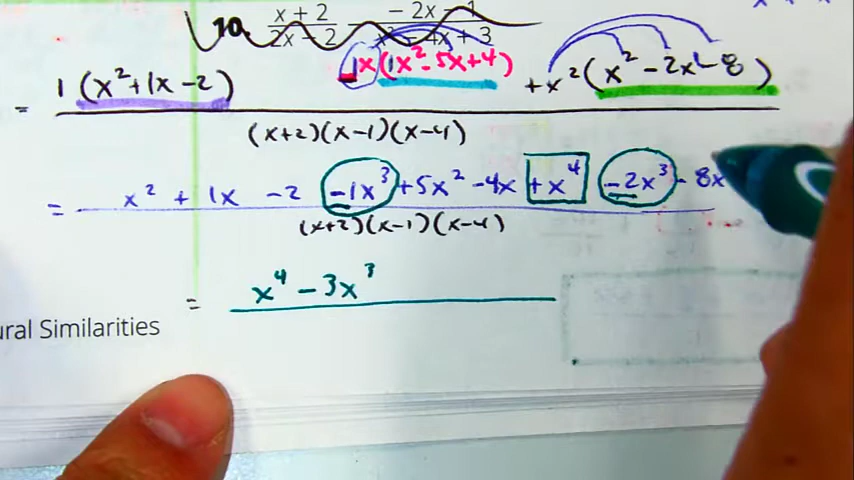 10. x + 2 / 2x - 2 - 2x - 1 / x² - 4x + 3
= 1 (x² + 1x - 2) - 1x (1x² - 5x + 4) + x² (x² - 2x - 8)
(x+2)(x-1)(x-4)
= x² + 1x - 2 - 1x³ + 5x² - 4x + x⁴ - 2x³ - 8x
(x+2)(x-1)(x-4)
= x⁴ - 3x³
ural Similarities